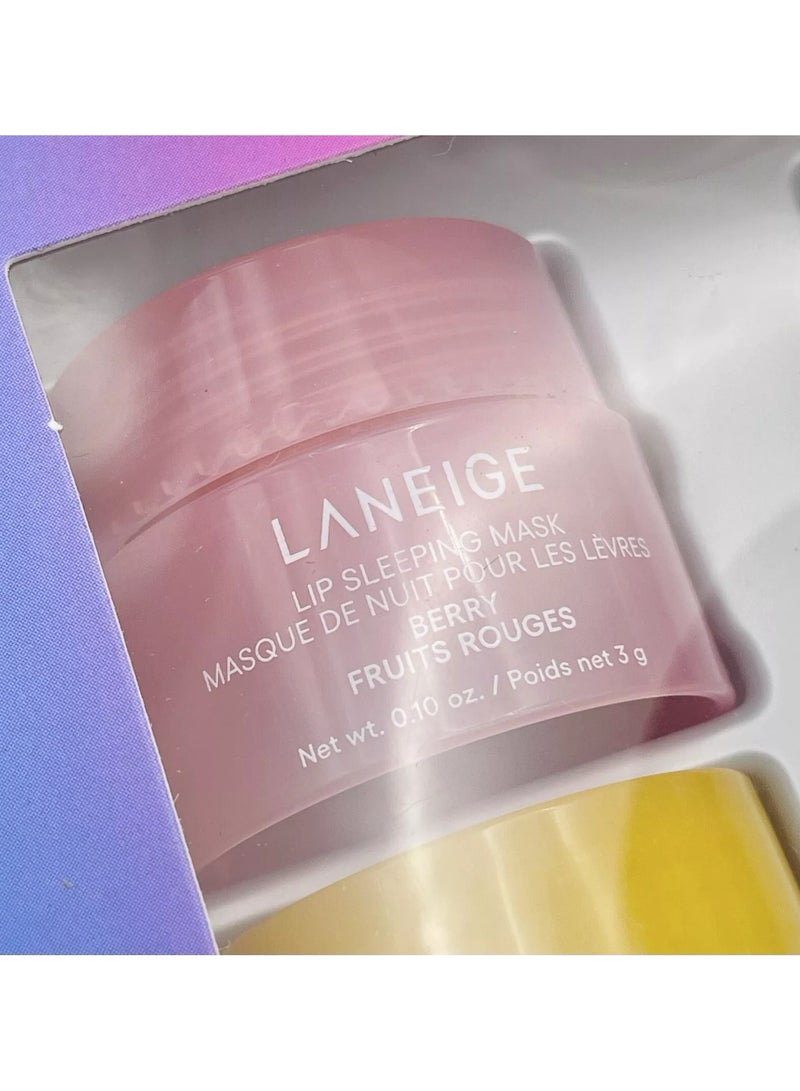 LANEIGE
LIP SLEEPING MASK
MASQUE DE NUIT POUR LES LÈVRES
BERRY
FRUITS ROUGES
Net wt. 0.10 oz. / Poids net 3 g